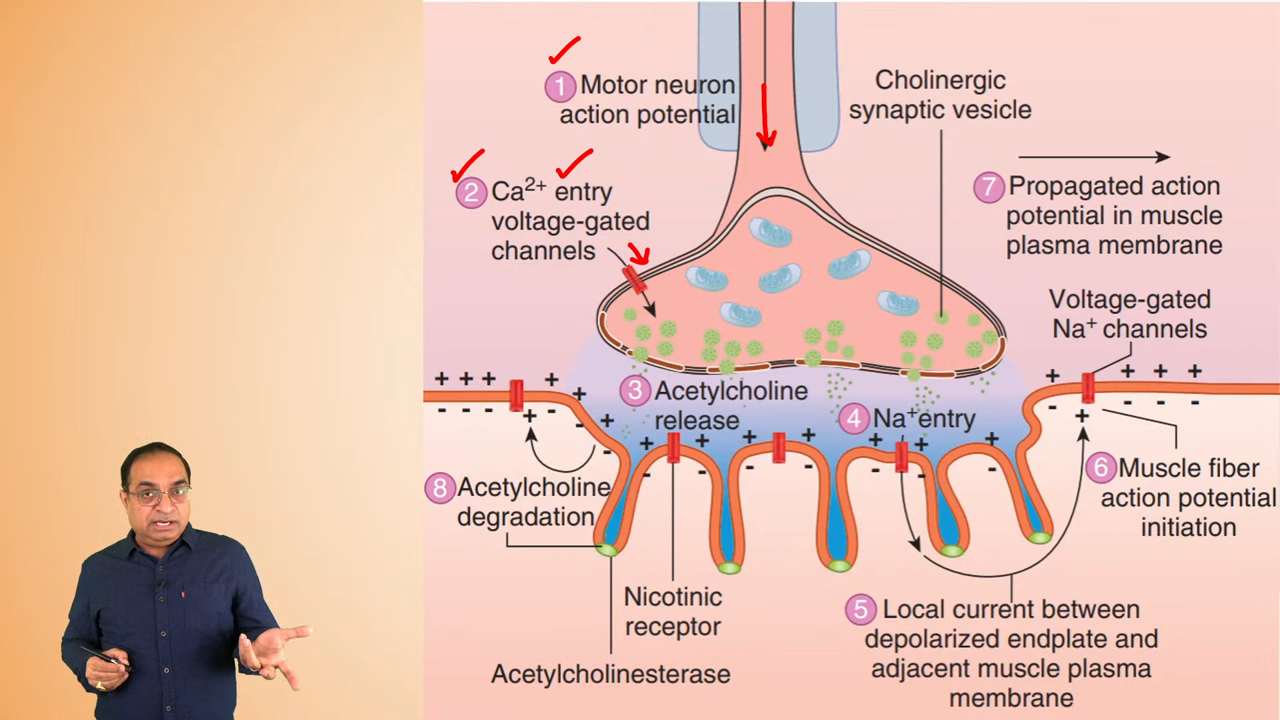 1 Motor neuron
action potential
2 Ca²⁺ entry
voltage-gated
channels
Cholinergic
synaptic vesicle
7 Propagated action
potential in muscle
plasma membrane
Voltage-gated
Na⁺ channels
+ + + + + + + + +
- - - - - - - -
3 Acetylcholine
release
4 Na⁺entry
+ + + + + + + +
- - - - - -
8 Acetylcholine
degradation
6 Muscle fiber
action potential
initiation
Nicotinic
receptor
Acetylcholinesterase
5 Local current between
depolarized endplate and
adjacent muscle plasma
membrane